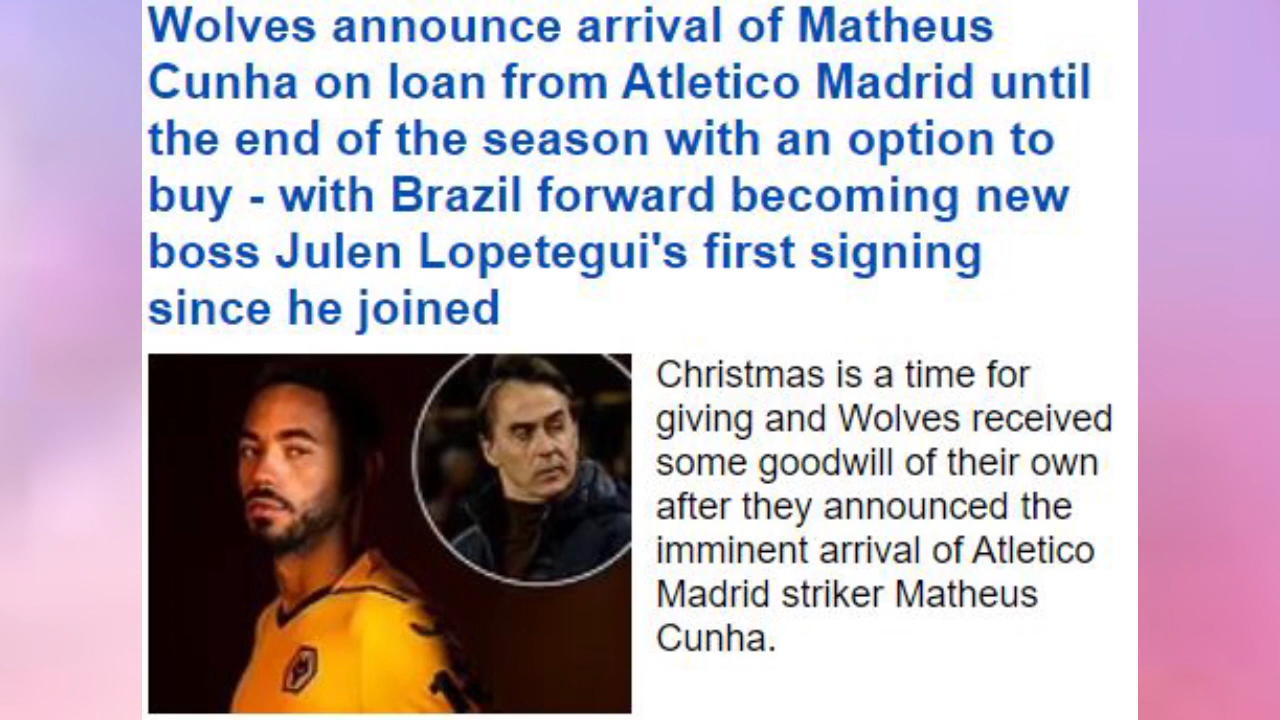 Wolves announce arrival of Matheus
Cunha on loan from Atletico Madrid until
the end of the season with an option to
buy - with Brazil forward becoming new
boss Julen Lopetegui's first signing
since he joined
Christmas is a time for
giving and Wolves received
some goodwill of their own
after they announced the
imminent arrival of Atletico
Madrid striker Matheus
Cunha.